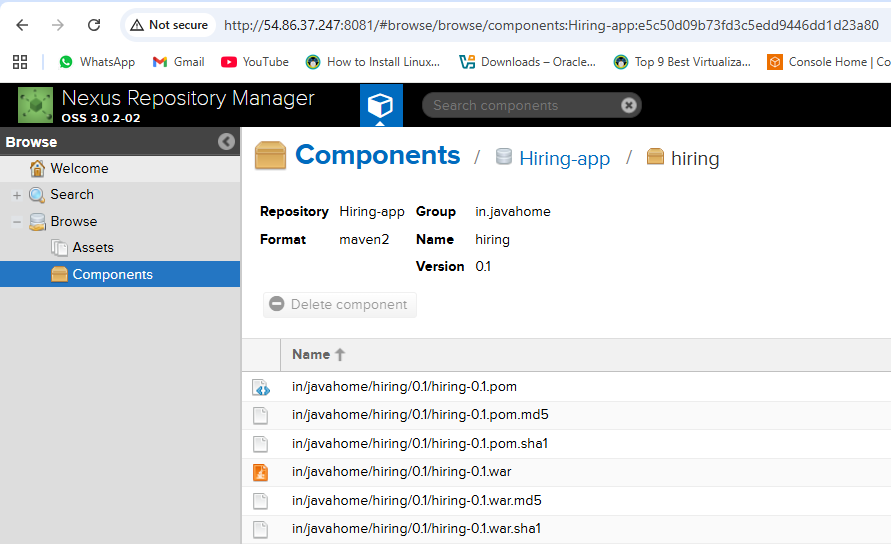 Not secure http://54.86.37.247:8081/#browse/browse/components:Hiring-app:e5c50d09b73fd3c5edd9446dd1d23a80
WhatsApp Gmail YouTube How to Install Linux... Downloads – Oracle... Top 9 Best Virtualiza... Console Home | Co
Nexus Repository Manager
OSS 3.0.2-02
Search components
Browse
Welcome
Search
Browse
Assets
Components
Components / Hiring-app / hiring
Repository Hiring-app Group in.javahome
Format maven2 Name hiring
Version 0.1
Delete component
Name
in/javahome/hiring/0.1/hiring-0.1.pom
in/javahome/hiring/0.1/hiring-0.1.pom.md5
in/javahome/hiring/0.1/hiring-0.1.pom.sha1
in/javahome/hiring/0.1/hiring-0.1.war
in/javahome/hiring/0.1/hiring-0.1.war.md5
in/javahome/hiring/0.1/hiring-0.1.war.sha1